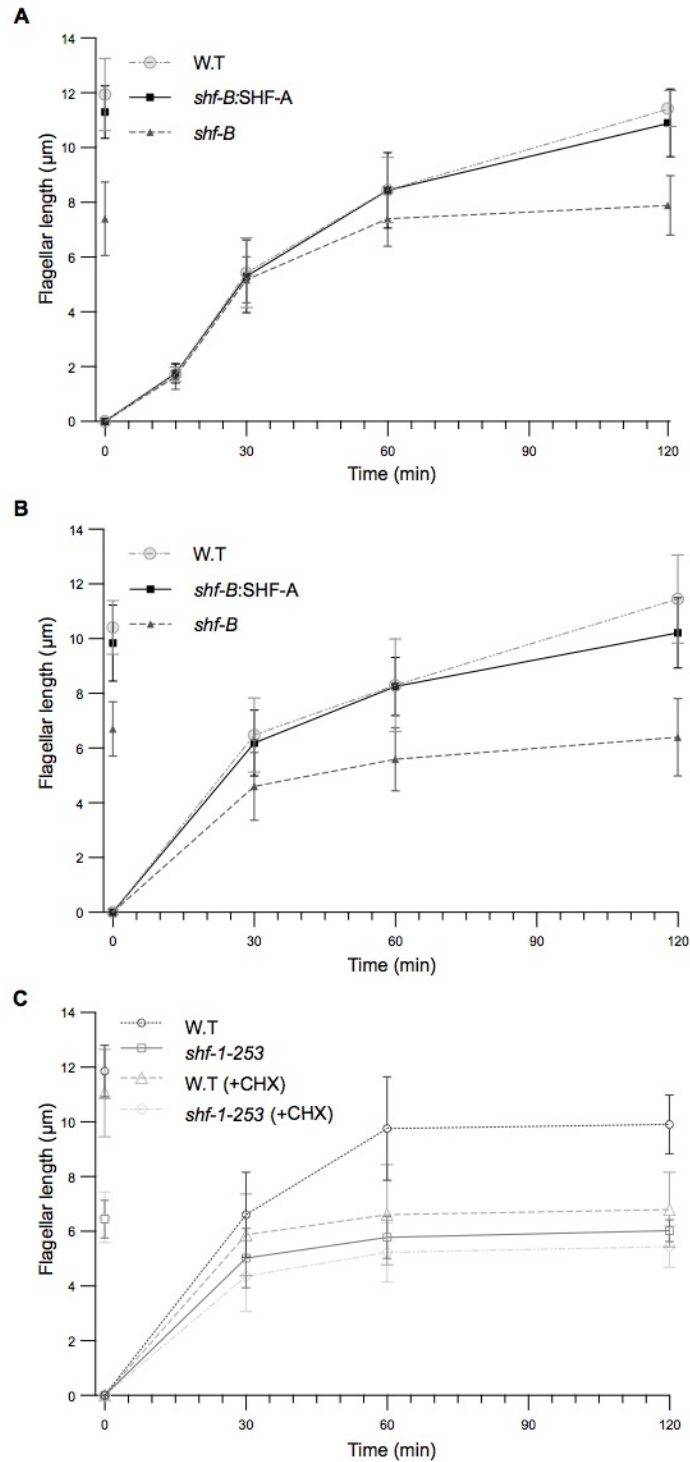 A
14
12
10
8
6
4
2
0
Flagellar length (µm)
W.T
shf-B:SHF-A
shf-B
0 30 60 90 120
Time (min)
B
14
12
10
8
6
4
2
0
Flagellar length (µm)
W.T
shf-B:SHF-A
shf-B
0 30 60 90 120
Time (min)
C
14
12
10
8
6
4
2
0
Flagellar length (µm)
W.T
shf-1-253
W.T (+CHX)
shf-1-253 (+CHX)
0 30 60 90 120
Time (min)